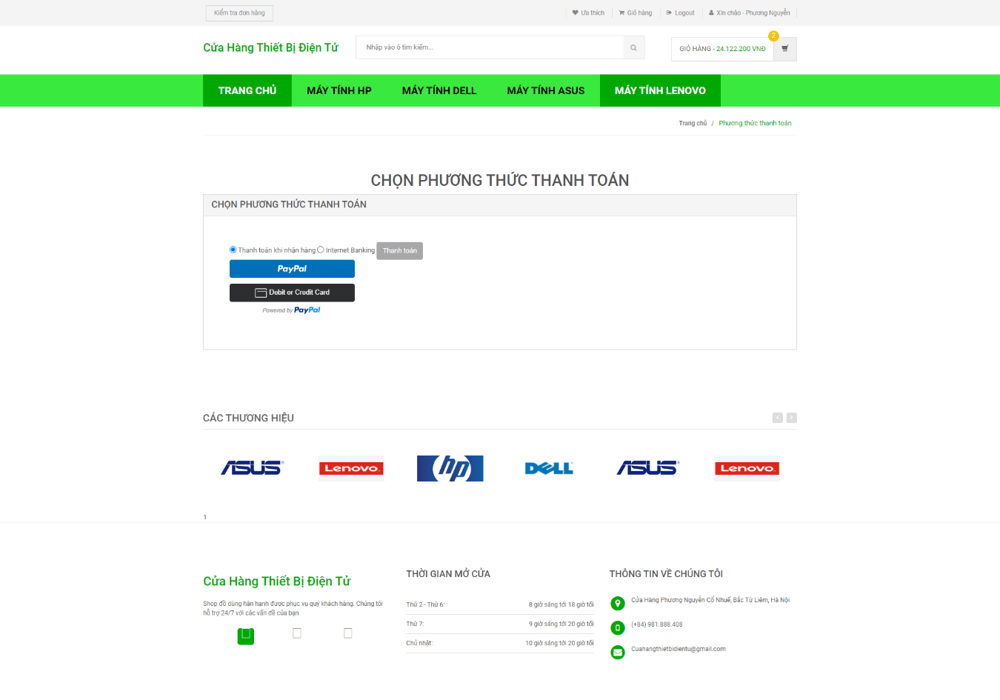 Kiểm tra đơn hàng
Ưa thích
Giỏ hàng
Logout
Xin chào - Phương Nguyễn
Cửa Hàng Thiết Bị Điện Tử
Nhập vào ô tìm kiếm...
GIỎ HÀNG - 24.122.200 VNĐ
2
TRANG CHỦ
MÁY TÍNH HP
MÁY TÍNH DELL
MÁY TÍNH ASUS
MÁY TÍNH LENOVO
Trang chủ / Phương thức thanh toán
CHỌN PHƯƠNG THỨC THANH TOÁN
CHỌN PHƯƠNG THỨC THANH TOÁN
Thanh toán khi nhận hàng Internet Banking Thanh toán
PayPal
Debit or Credit Card
Powered by PayPal
CÁC THƯƠNG HIỆU
ASUS
Lenovo
hp
DELL
ASUS
Lenovo
1
Cửa Hàng Thiết Bị Điện Tử
Shop đồ dùng hân hạnh được phục vụ quý khách hàng. Chúng tôi
hỗ trợ 24/7 với các vấn đề của bạn
THỜI GIAN MỞ CỬA
Thứ 2 - Thứ 6: 8 giờ sáng tới 18 giờ tối
Thứ 7: 9 giờ sáng tới 20 giờ tối
Chủ nhật: 10 giờ sáng tới 20 giờ tối
THÔNG TIN VỀ CHÚNG TÔI
Cửa Hàng Phương Nguyễn Cổ Nhuế, Bắc Từ Liêm, Hà Nội
(+84) 981.888.408
Cuahangthietbidientu@gmail.com